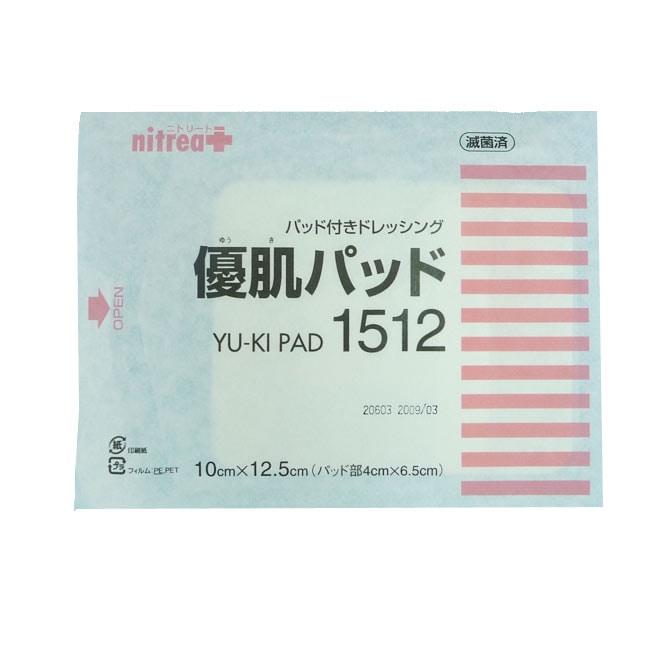 ニトリート
nitreat
滅菌済
パッド付きドレッシング
ゆう き
優肌パッド
YU-KI PAD 1512
OPEN
20603 2009/03
紙 印刷紙
プラ フィルム:PE,PET
10cm×12.5cm(パッド部4cm×6.5cm)